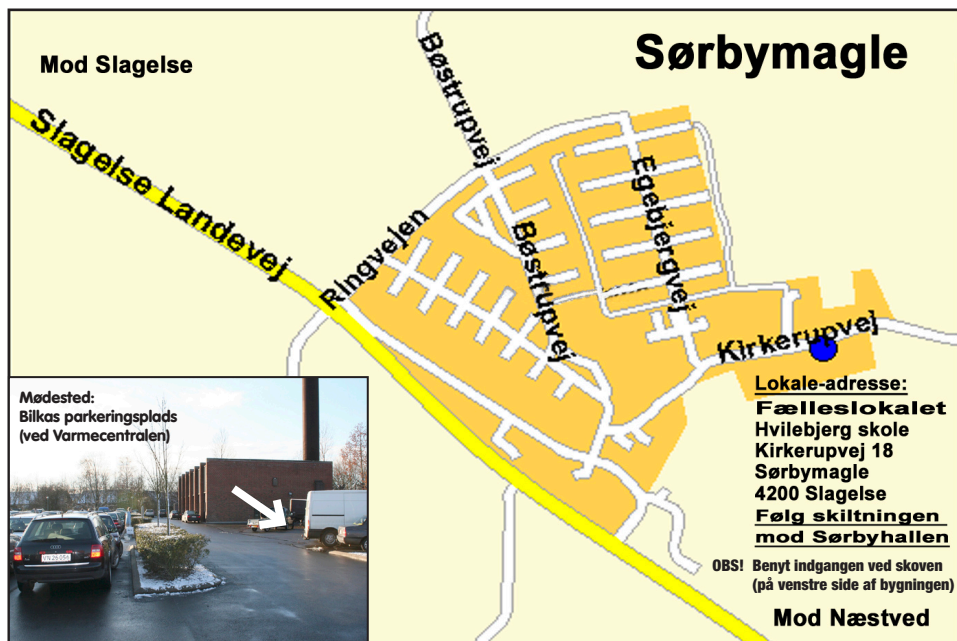 Sørbymagle
Mod Slagelse
Bøstrupvej
Slagelse Landevej
Egebjergvej
Ringvejen
Bøstrupvej
Kirkerupvej
Mødested:
Bilkas parkeringsplads
(ved Varmecentralen)
Lokale-adresse:
Fælleslokalet
Hvilebjerg skole
Kirkerupvej 18
Sørbymagle
4200 Slagelse
Følg skiltningen
mod Sørbyhallen
OBS! Benyt indgangen ved skoven
(på venstre side af bygningen)
Mod Næstved